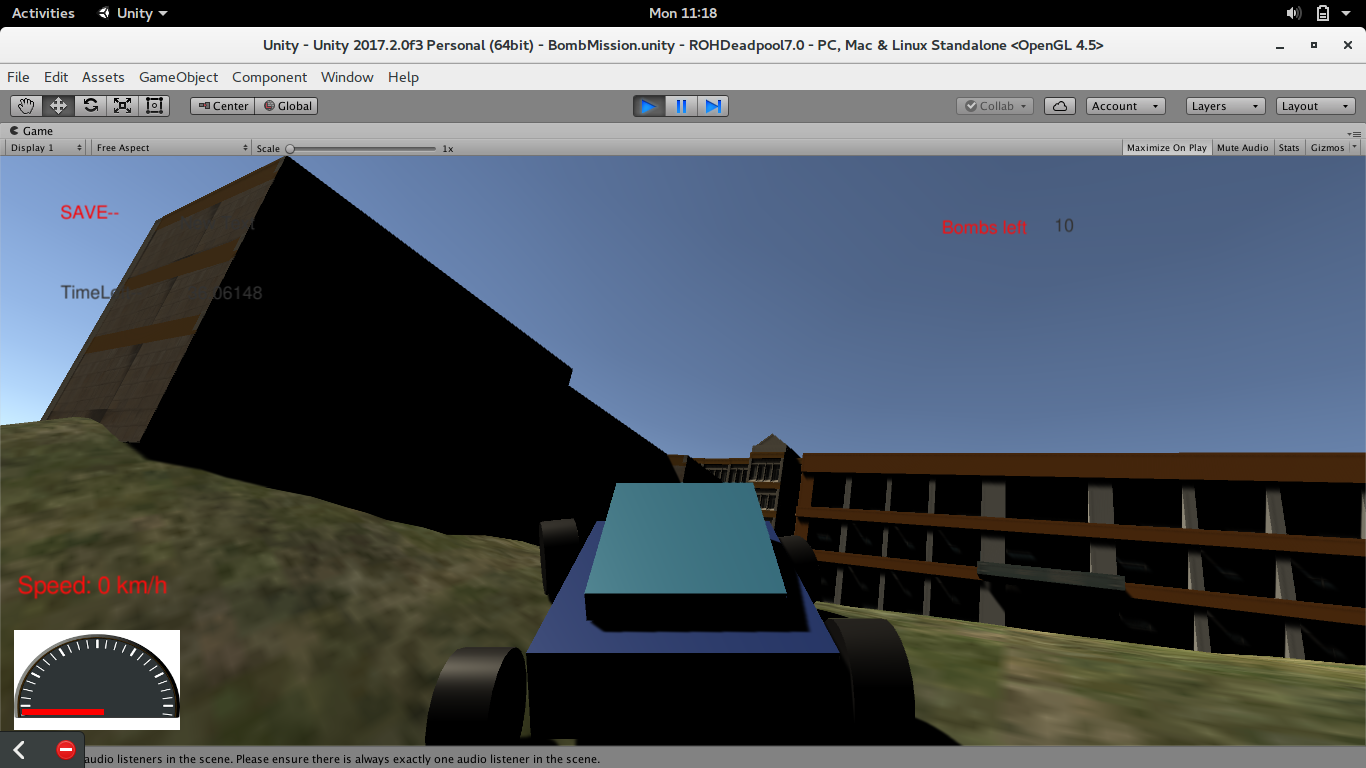 Activities Unity Mon 11:18
Unity - Unity 2017.2.0f3 Personal (64bit) - BombMission.unity - ROHDeadpool7.0 - PC, Mac & Linux Standalone <OpenGL 4.5>
File Edit Assets GameObject Component Window Help
Center Global Collab Account Layers Layout
Game
Display 1 Free Aspect Scale 1x Maximize On Play Mute Audio Stats Gizmos
SAVE--
Bombs left 10
TimeLe 06148
Speed: 0 km/h
audio listeners in the scene. Please ensure there is always exactly one audio listener in the scene.